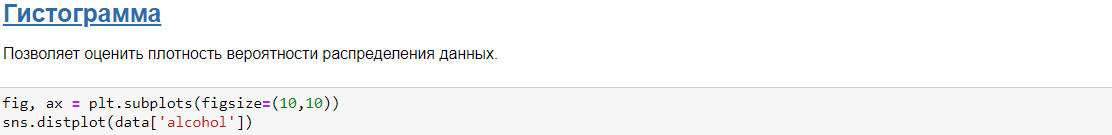 Гистограмма
Позволяет оценить плотность вероятности распределения данных.
fig, ax = plt.subplots(figsize=(10,10))
sns.distplot(data['alcohol'])